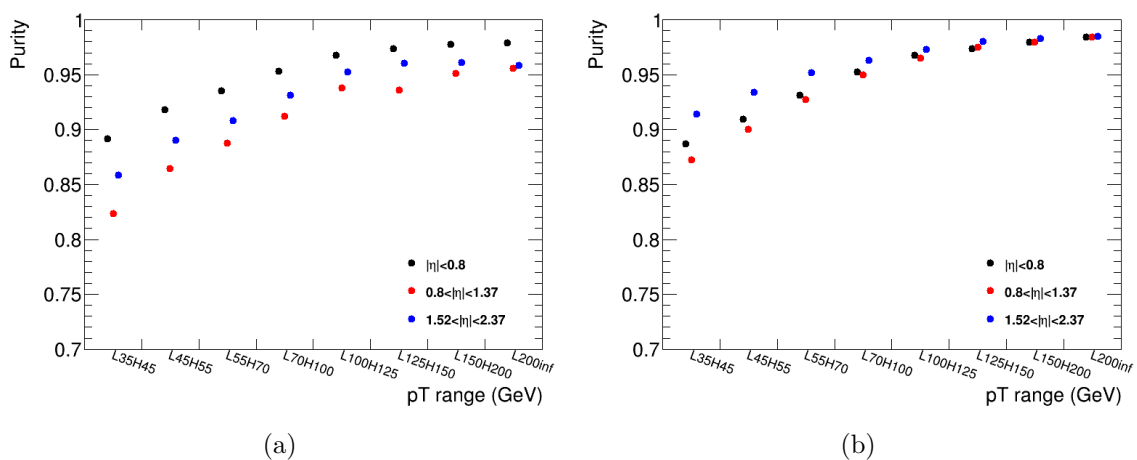 Purity
1
0.95
0.9
0.85
0.8
0.75
0.7
|η|<0.8
0.8<|η|<1.37
1.52<|η|<2.37
L35H45
L45H55
L55H70
L70H100
L100H125
L125H150
L150H200
L200inf
pT range (GeV)
(a)
Purity
1
0.95
0.9
0.85
0.8
0.75
0.7
|η|<0.8
0.8<|η|<1.37
1.52<|η|<2.37
L35H45
L45H55
L55H70
L70H100
L100H125
L125H150
L150H200
L200inf
pT range (GeV)
(b)